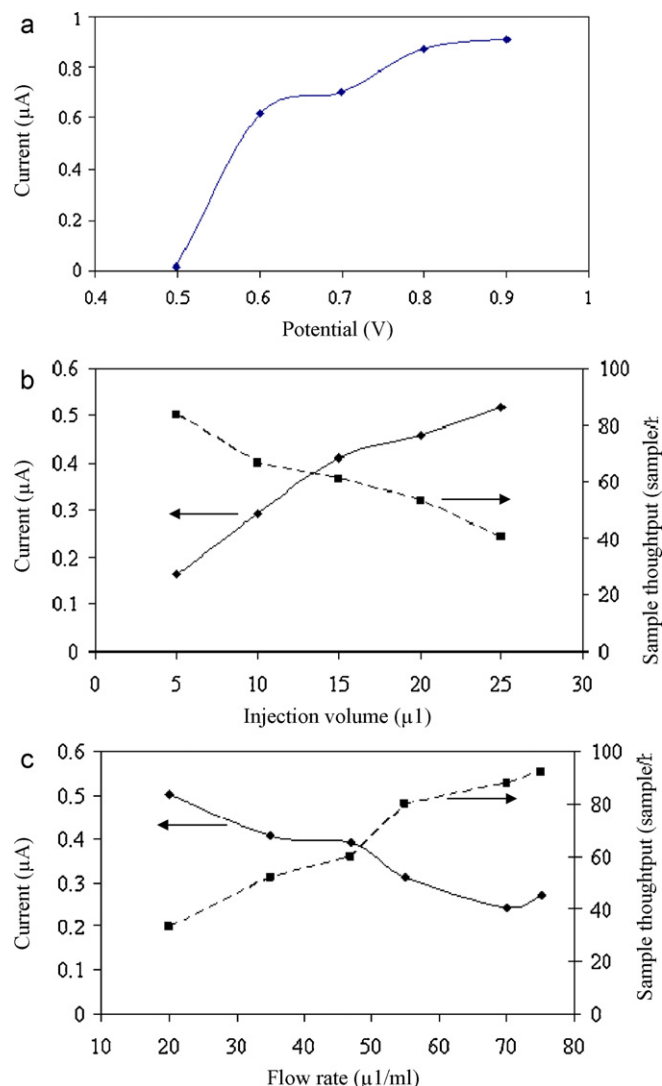 a
1
0.8
0.6
0.4
0.2
0
Current (µA)
0.4 0.5 0.6 0.7 0.8 0.9 1
Potential (V)
b
0.6
0.5
0.4
0.3
0.2
0.1
0
Current (µA)
100
80
60
40
20
0
Sample thoughtput (sample/h
0 5 10 15 20 25 30
Injection volume (µ1)
c
0.6
0.5
0.4
0.3
0.2
0.1
0
Current (µA)
100
80
60
40
20
0
Sample thoughtput (sample/h
10 20 30 40 50 60 70 80
Flow rate (µ1/ml)